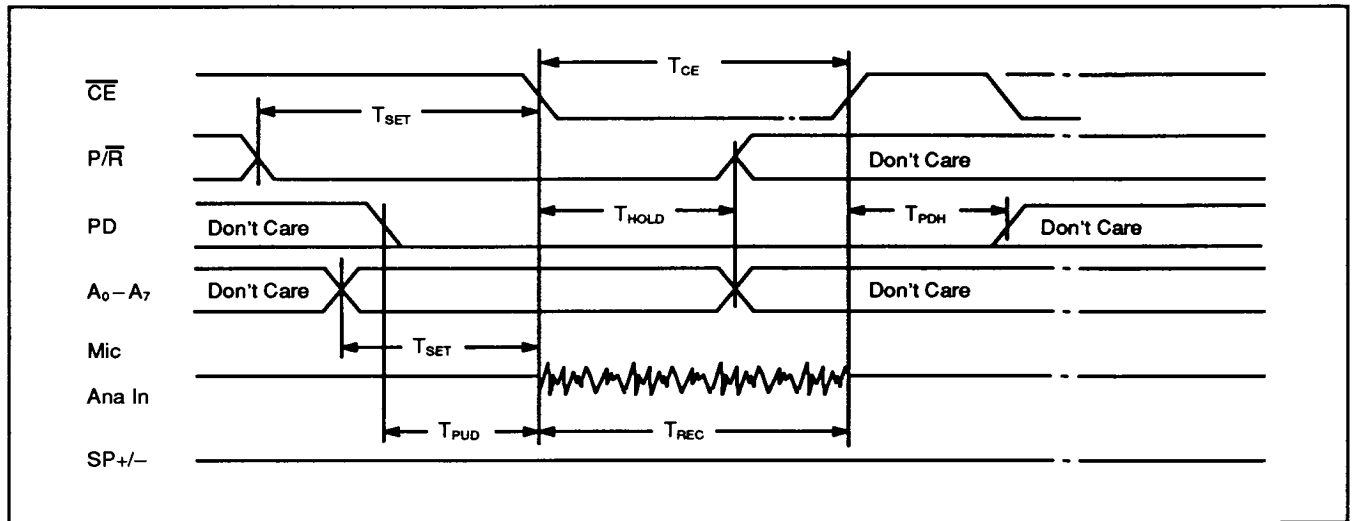 T_CE
C̅E̅
T_SET
P/R̅
Don't Care
PD
Don't Care
T_HOLD
T_PDH
Don't Care
A₀–A₇
Don't Care
Don't Care
Mic
T_SET
Ana In
T_PUD
T_REC
SP+/–